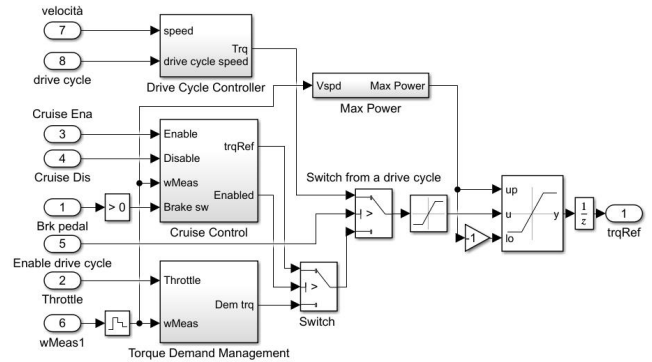 velocità
7
speed
Trq
8
drive cycle speed
drive cycle
Drive Cycle Controller
Vspd Max Power
Max Power
Cruise Ena
3
Enable
trqRef
4
Disable
Cruise Dis
wMeas
Enabled
1
> 0
Brake sw
Brk pedal
Cruise Control
Switch from a drive cycle
>
up
u y
lo
-1
1
z
1
trqRef
5
Enable drive cycle
2
Throttle
Throttle
Dem trq
>
Switch
6
wMeas
wMeas1
Torque Demand Management